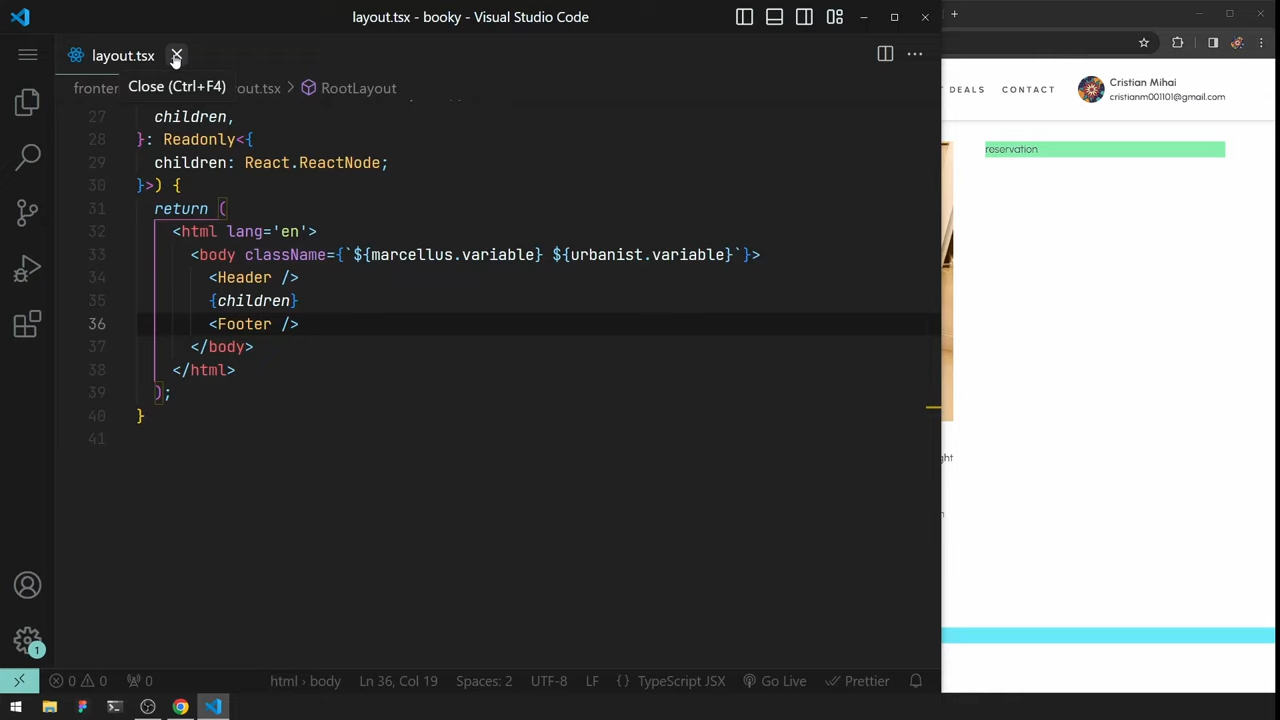 layout.tsx - booky - Visual Studio Code
layout.tsx
Close (Ctrl+F4)
out.tsx > RootLayout
27 children,
28 }: Readonly<{
29 children: React.ReactNode;
30 }>) {
31 return (
32 <html lang='en'>
33 <body className={`${marcellus.variable} ${urbanist.variable}`}>
34 <Header />
35 {children}
36 <Footer />
37 </body>
38 </html>
39 );
40 }
41
1
0 0 0
html › body
Ln 36, Col 19
Spaces: 2
UTF-8
LF
{ } TypeScript JSX
Go Live
Prettier
DEALS
CONTACT
Cristian Mihai
cristianm001101@gmail.com
reservation